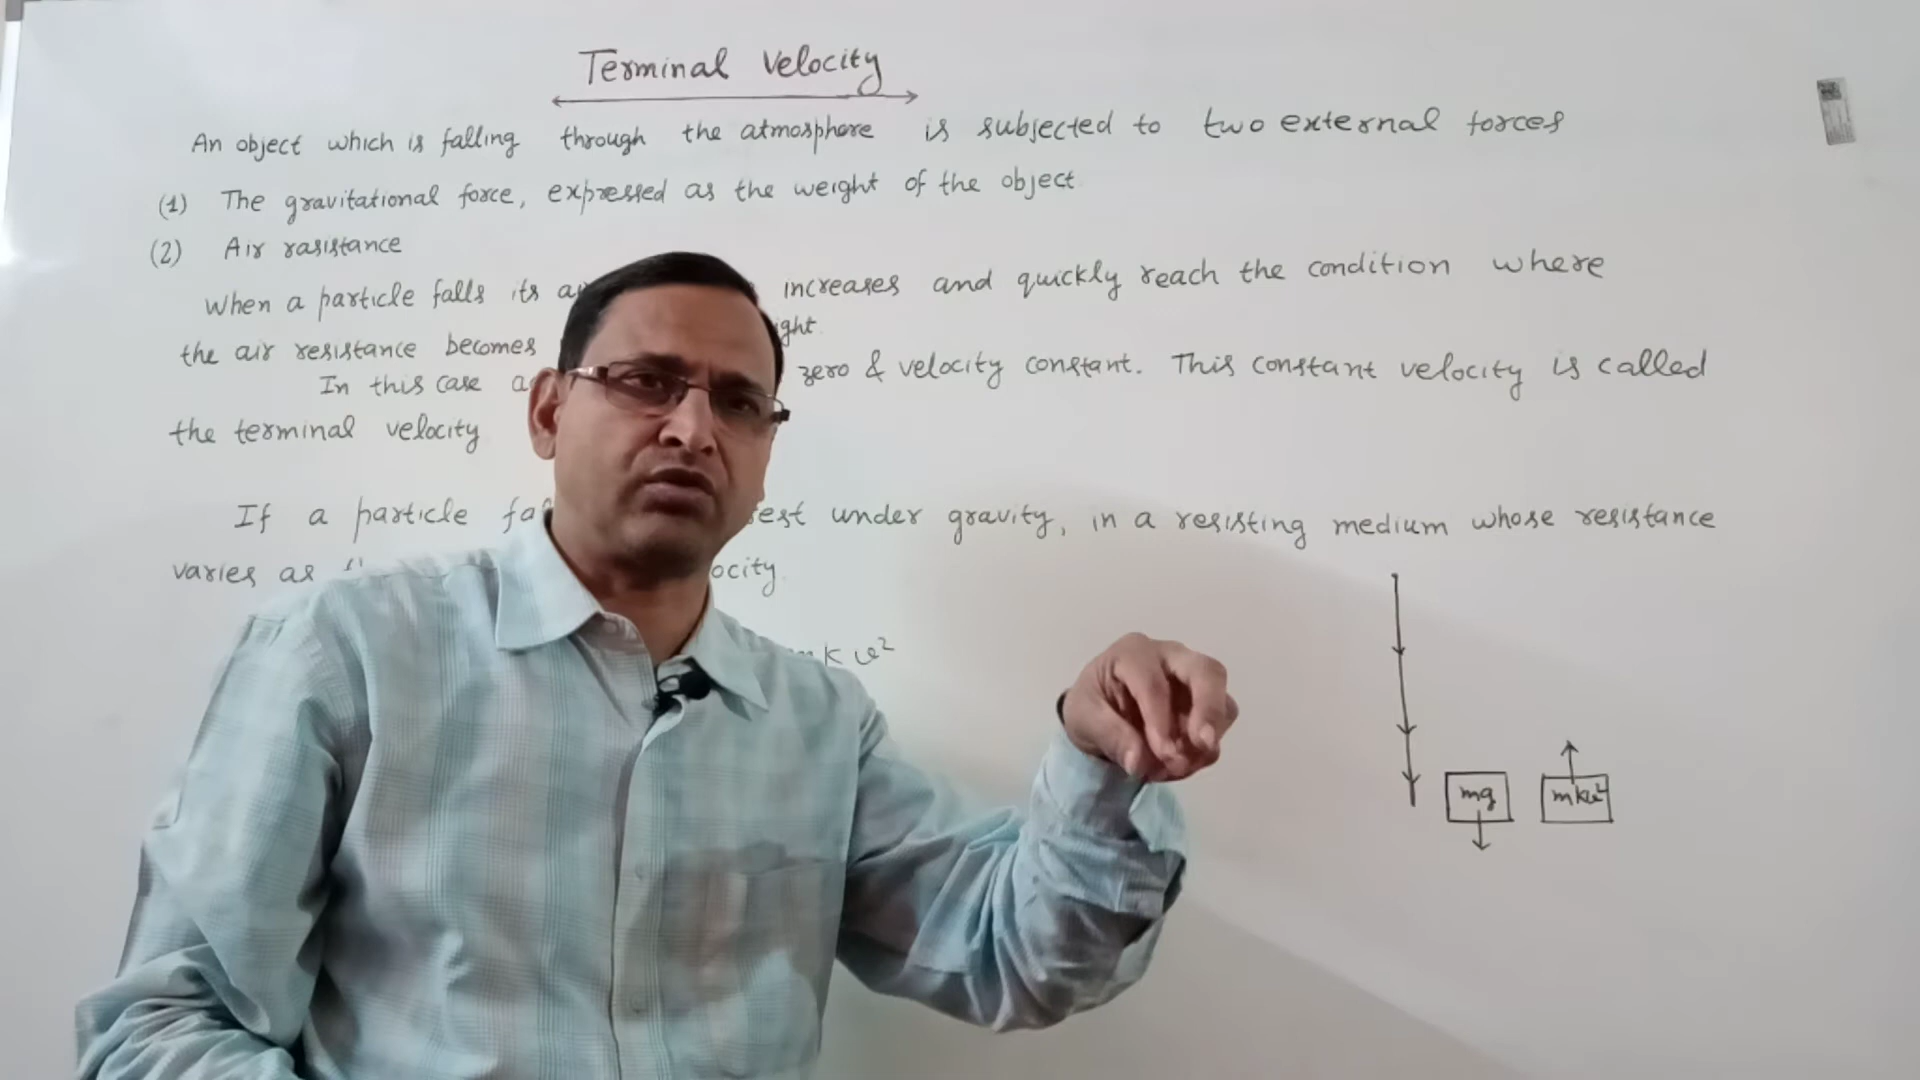 Terminal Velocity
An object which is falling through the atmosphere is subjected to two external forces
(1) The gravitational force, expressed as the weight of the object
(2) Air rasistance
When a particle falls its increases and quickly reach the condition where
the air resistance becomes
In this case zero & velocity constant. This constant velocity is called
the terminal velocity
If a particle under gravity, in a resisting medium whose resistance
varies as
mkv²
mg
mkv²